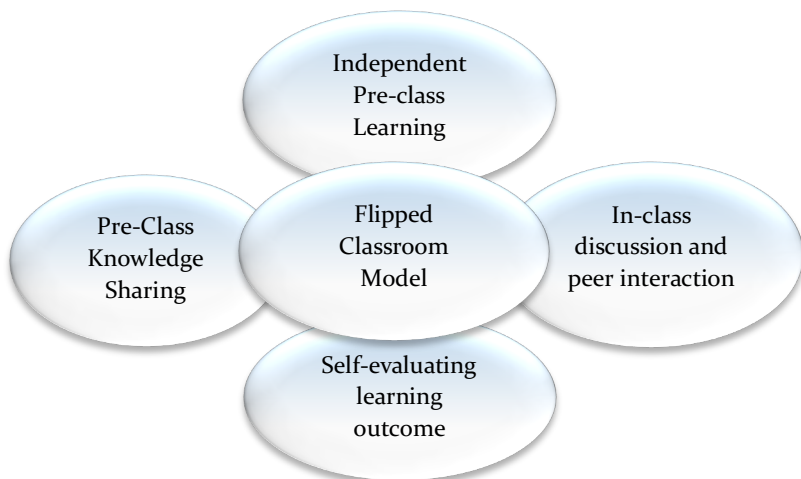 Independent
Pre-class
Learning
Pre-Class
Knowledge
Sharing
Flipped
Classroom
Model
In-class
discussion and
peer interaction
Self-evaluating
learning
outcome